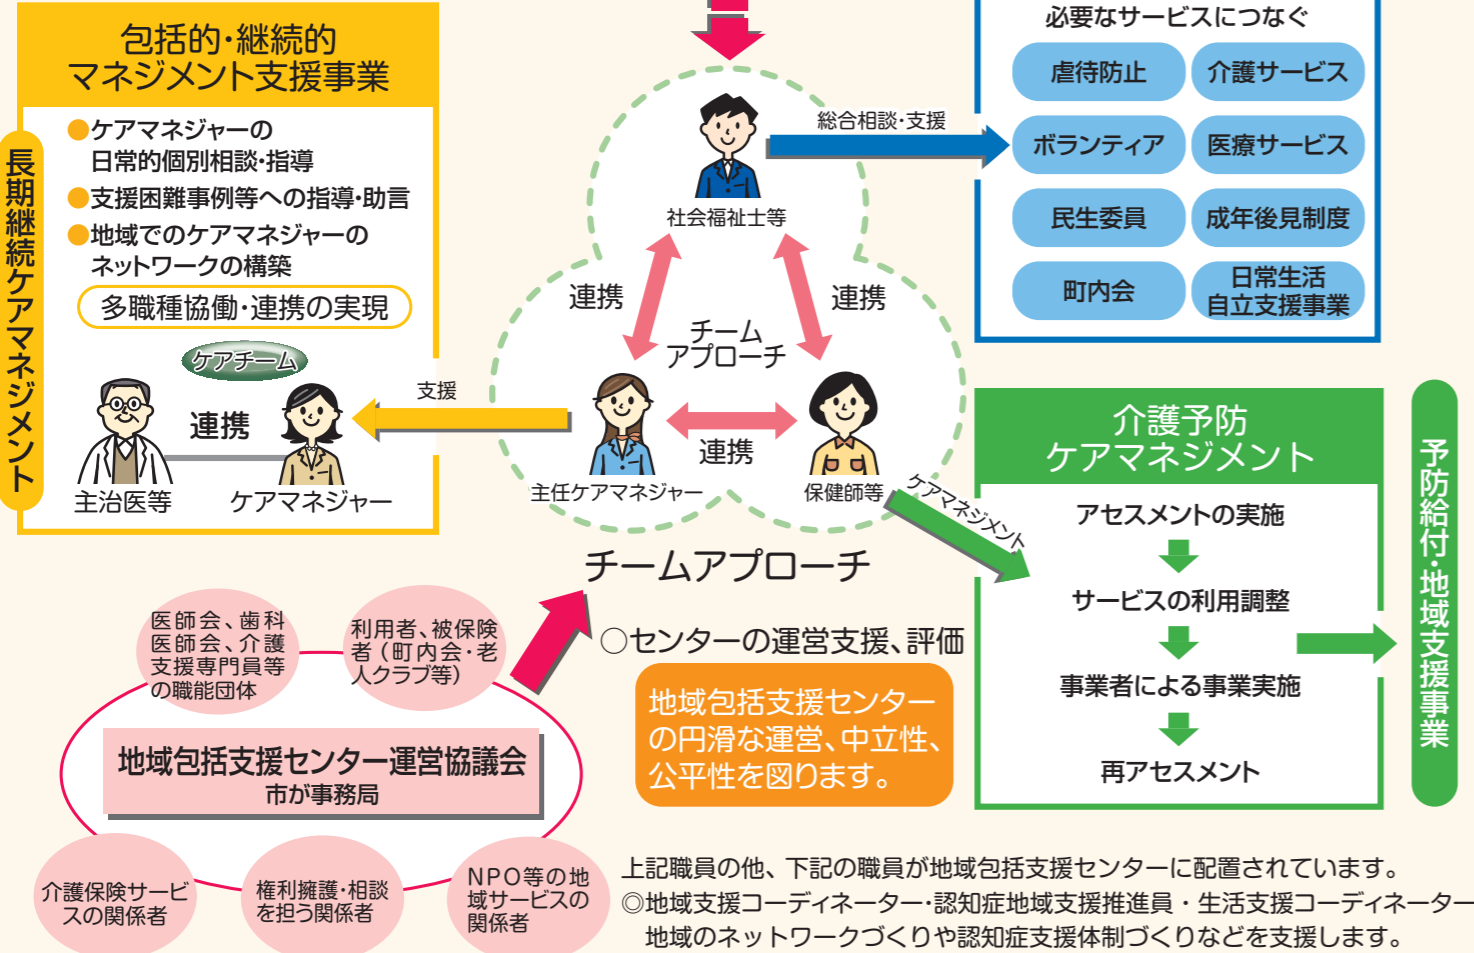 包括的･継続的
マネジメント支援事業
●ケアマネジャーの
日常的個別相談･指導
●支援困難事例等への指導･助言
●地域でのケアマネジャーの
ネットワークの構築
多職種協働･連携の実現
ケアチーム
連携
主治医等
ケアマネジャー
長期継続ケアマネジメント
支援
社会福祉士等
連携
連携
チーム
アプローチ
連携
主任ケアマネジャー
保健師等
チームアプローチ
総合相談･支援
必要なサービスにつなぐ
虐待防止
介護サービス
ボランティア
医療サービス
民生委員
成年後見制度
町内会
日常生活
自立支援事業
ケアマネジメント
介護予防
ケアマネジメント
アセスメントの実施
サービスの利用調整
事業者による事業実施
再アセスメント
予防給付･地域支援事業
医師会、歯科
医師会、介護
支援専門員等
の職能団体
利用者、被保険
者（町内会･老
人クラブ等）
地域包括支援センター運営協議会
市が事務局
介護保険サービ
スの関係者
権利擁護･相談
を担う関係者
NPO等の地
域サービスの
関係者
○センターの運営支援、評価
地域包括支援センター
の円滑な運営、中立性、
公平性を図ります。
上記職員の他、下記の職員が地域包括支援センターに配置されています。
◎地域支援コーディネーター･認知症地域支援推進員・生活支援コーディネーター
地域のネットワークづくりや認知症支援体制づくりなどを支援します。